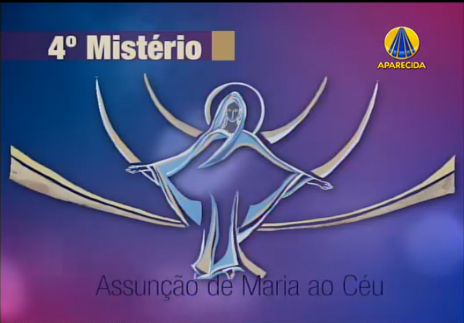 4º Mistério
APARECIDA
Assunção de Maria ao Céu